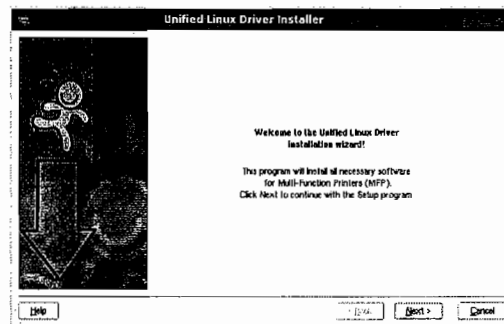 Unified Linux Driver Installer
Welcome to the Unified Linux Driver
installation wizard!
This program will install all necessary software
for Multi-Function Printers (MFP).
Click Next to continue with the Setup program
Help
Next >
Cancel